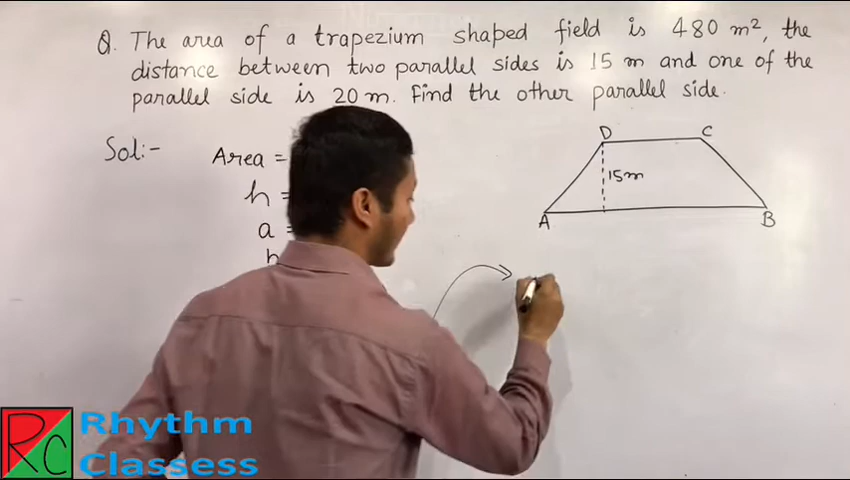 Q. The area of a trapezium shaped field is 480 m², the
distance between two parallel sides is 15 m and one of the
parallel side is 20 m. Find the other parallel side.
Sol:-
Area =
h =
a =
D
C
15m
A
B
RC
Rhythm
Classess